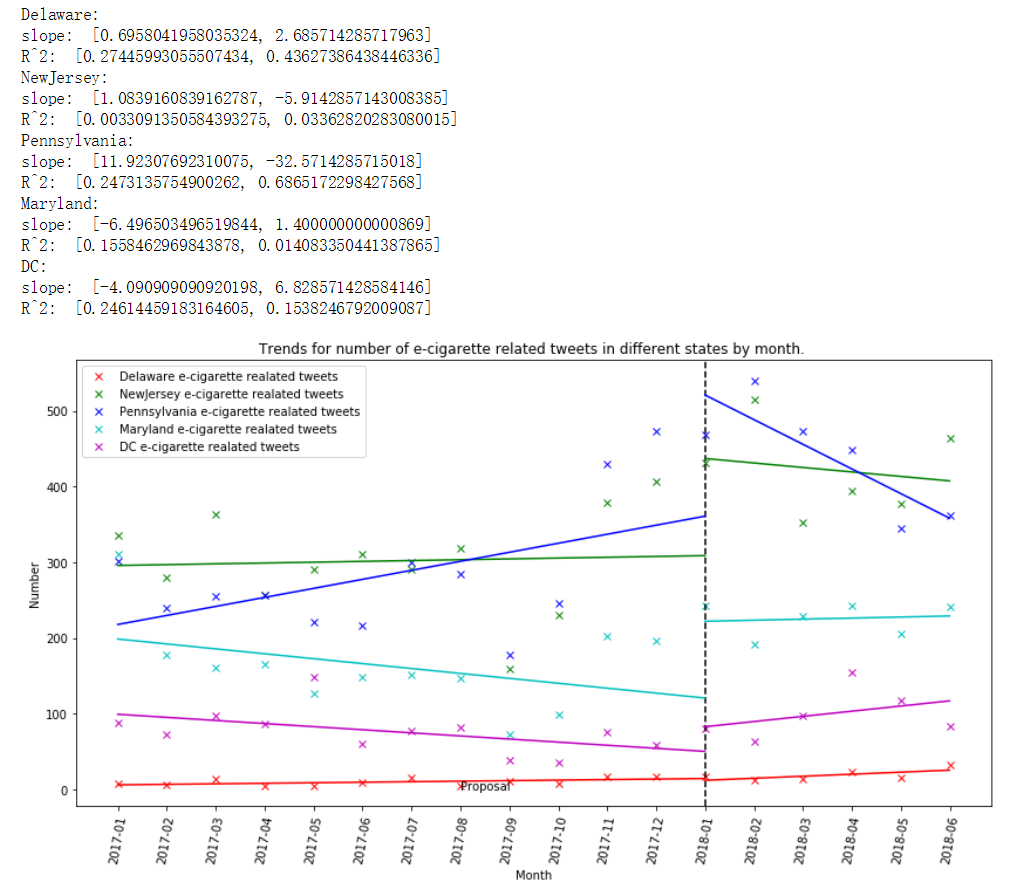 Delaware:
slope:  [0.6958041958035324, 2.685714285717963]
R^2:  [0.27445993055507434, 0.43627386438446336]
NewJersey:
slope:  [1.0839160839162787, -5.9142857143008385]
R^2:  [0.0033091350584393275, 0.03362820283080015]
Pennsylvania:
slope:  [11.92307692310075, -32.5714285715018]
R^2:  [0.2473135754900262, 0.6865172298427568]
Maryland:
slope:  [-6.496503496519844, 1.400000000000869]
R^2:  [0.1558462969843878, 0.014083350441387865]
DC:
slope:  [-4.090909090920198, 6.828571428584146]
R^2:  [0.24614459183164605, 0.1538246792009087]
Trends for number of e-cigarette related tweets in different states by month.
Delaware e-cigarette realated tweets
NewJersey e-cigarette realated tweets
Pennsylvania e-cigarette realated tweets
Maryland e-cigarette realated tweets
DC e-cigarette realated tweets
500
400
300
200
100
0
Number
Proposal
2017-01
2017-02
2017-03
2017-04
2017-05
2017-06
2017-07
2017-08
2017-09
2017-10
2017-11
2017-12
2018-01
2018-02
2018-03
2018-04
2018-05
2018-06
Month